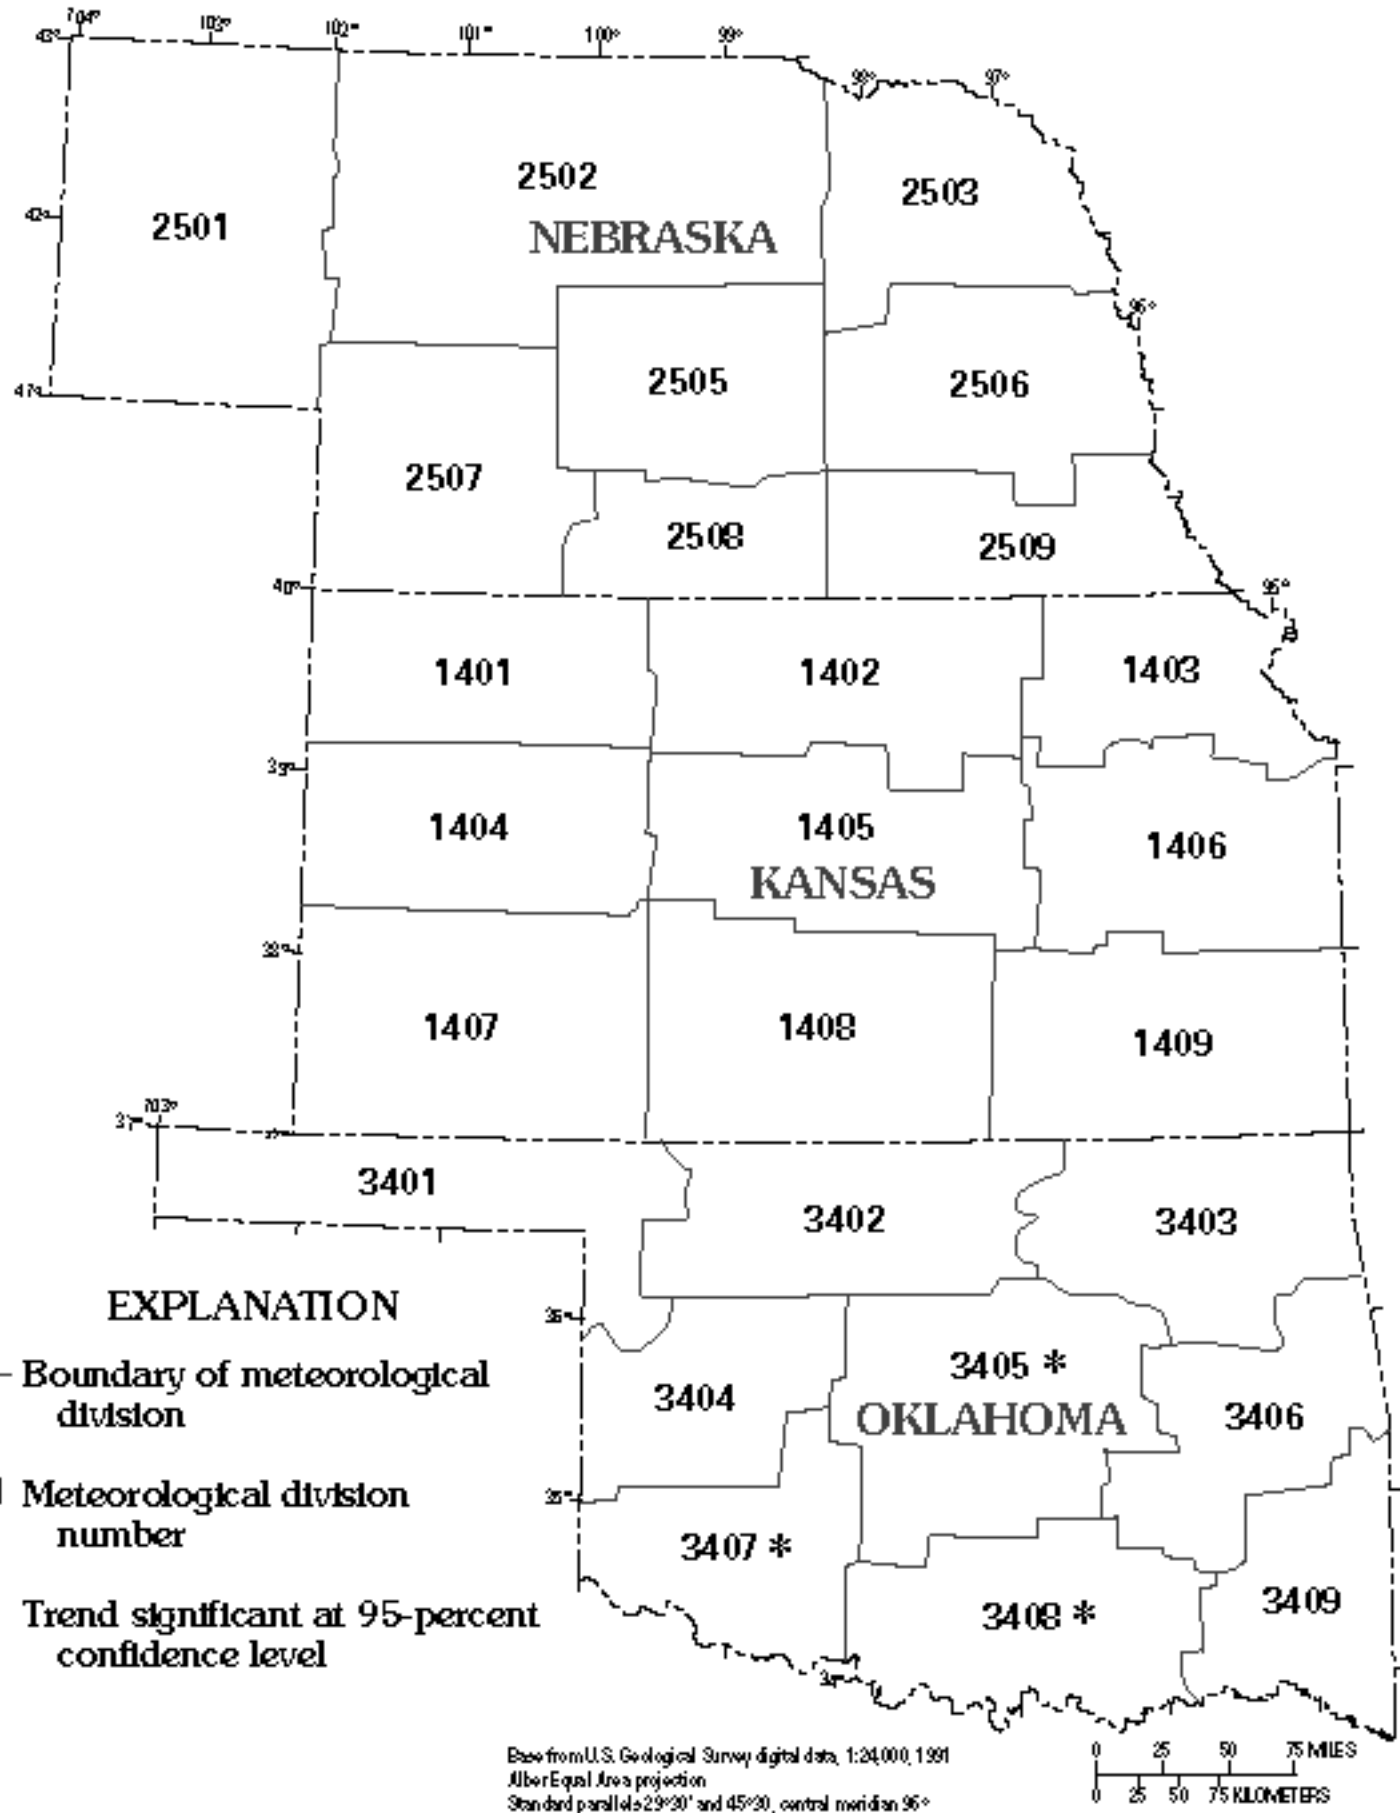 104° 103° 102° 101° 100° 99°
43°
98° 97°
2502
2503
42°
2501
NEBRASKA
96°
2505
2506
41°
2507
2508
2509
40°
95°
1401
1402
1403
39°
1404
1405
1406
KANSAS
38°
1407
1408
1409
37° 103°
3401
3402
3403
EXPLANATION
36°
Boundary of meteorological
division
3404
3405 *
OKLAHOMA
3406
Meteorological division
number
35°
3407 *
3408 *
3409
Trend significant at 95-percent
confidence level
34
Base from U.S. Geological Survey digital data, 1:24,000, 1991
Alber Equal Area projection
Standard parallels 29°30' and 45°30, central meridian 96°
0 25 50 75 MILES
0 25 50 75 KILOMETERS